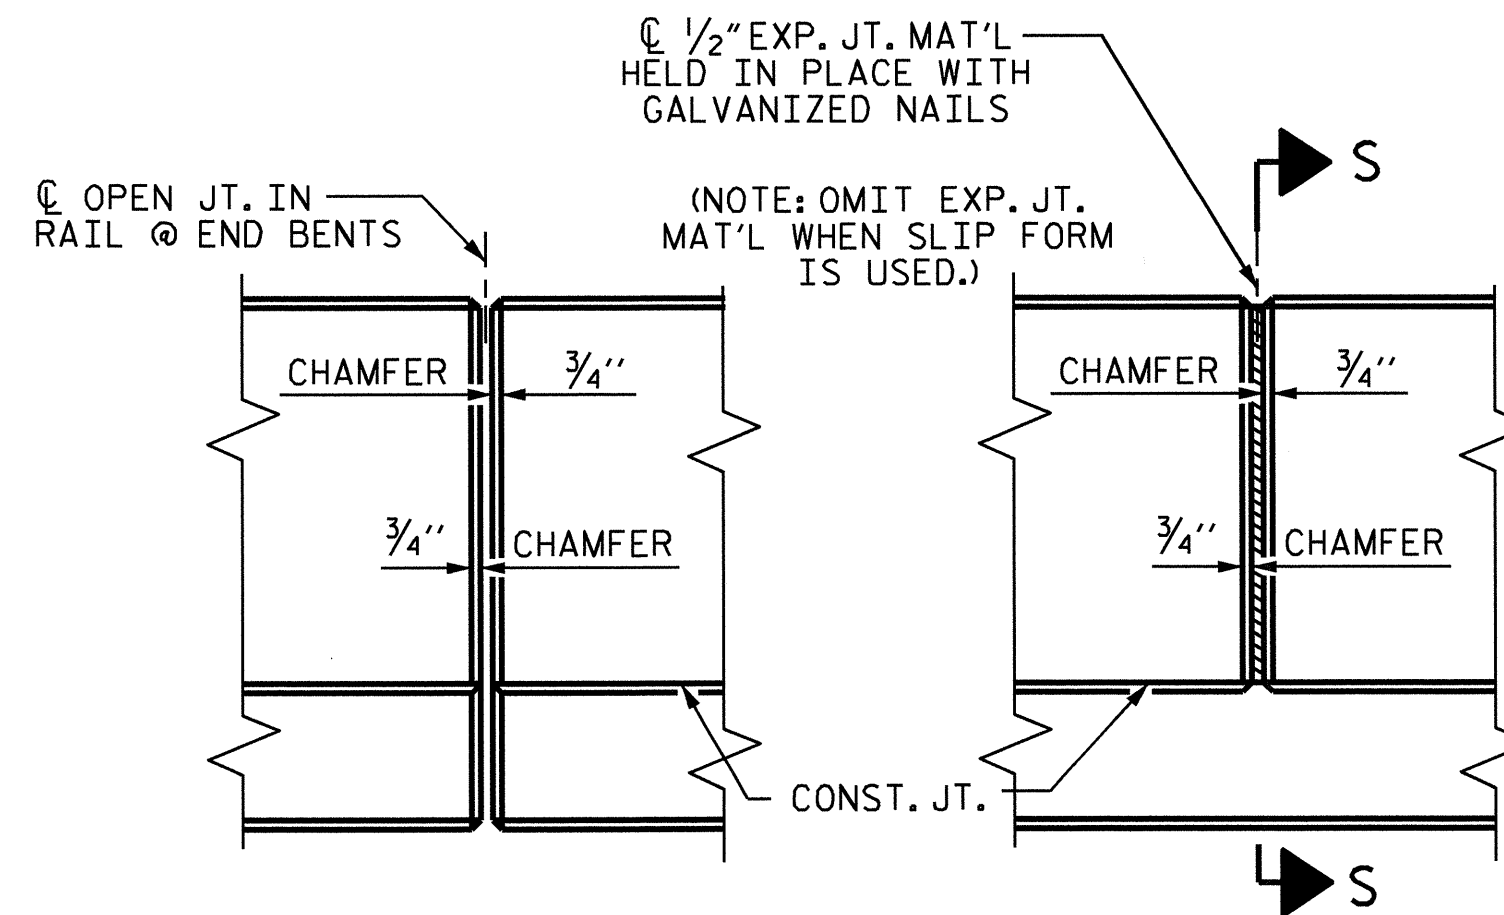 ℄ 1/2" EXP. JT. MAT'L
HELD IN PLACE WITH
GALVANIZED NAILS
(NOTE: OMIT EXP. JT.
MAT'L WHEN SLIP FORM
IS USED.)
℄ OPEN JT. IN
RAIL @ END BENTS
S
CHAMFER
3/4"
3/4"
CHAMFER
CHAMFER
3/4"
3/4"
CHAMFER
CONST. JT.
S